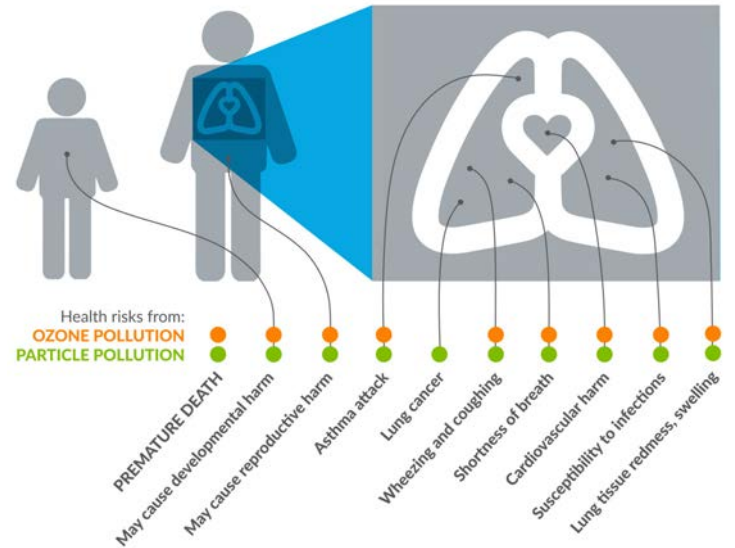 Health risks from:
OZONE POLLUTION
PARTICLE POLLUTION
PREMATURE DEATH
May cause developmental harm
May cause reproductive harm
Asthma attack
Lung cancer
Wheezing and coughing
Shortness of breath
Cardiovascular harm
Susceptibility to infections
Lung tissue redmess, swelling